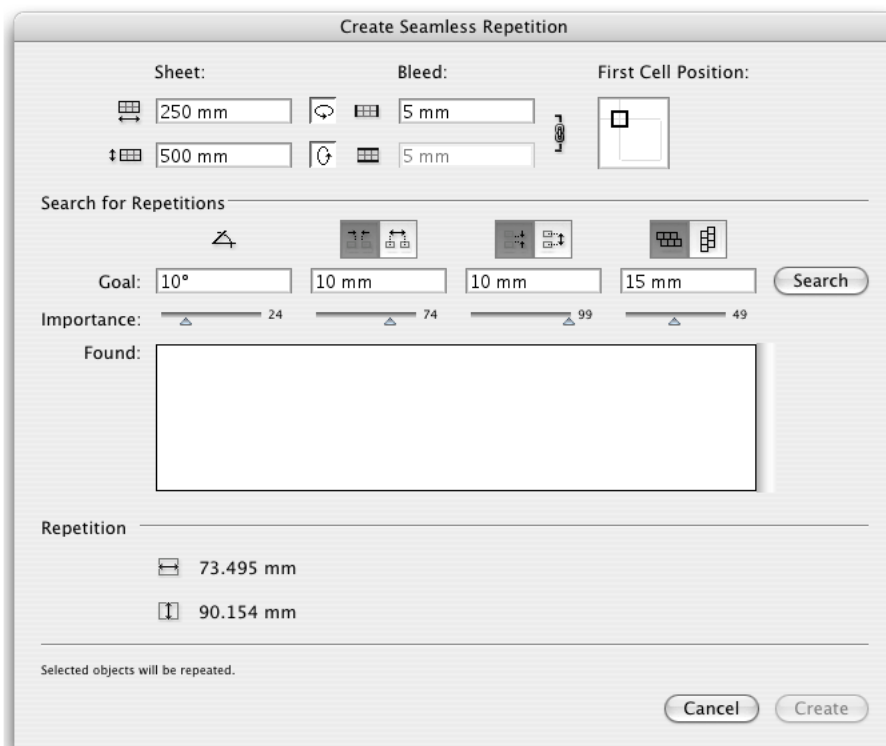 Create Seamless Repetition
Sheet: Bleed: First Cell Position:
250 mm 5 mm
500 mm 5 mm
Search for Repetitions
Goal: 10° 10 mm 10 mm 15 mm Search
Importance: 24 74 99 49
Found:
Repetition
73.495 mm
90.154 mm
Selected objects will be repeated.
Cancel Create